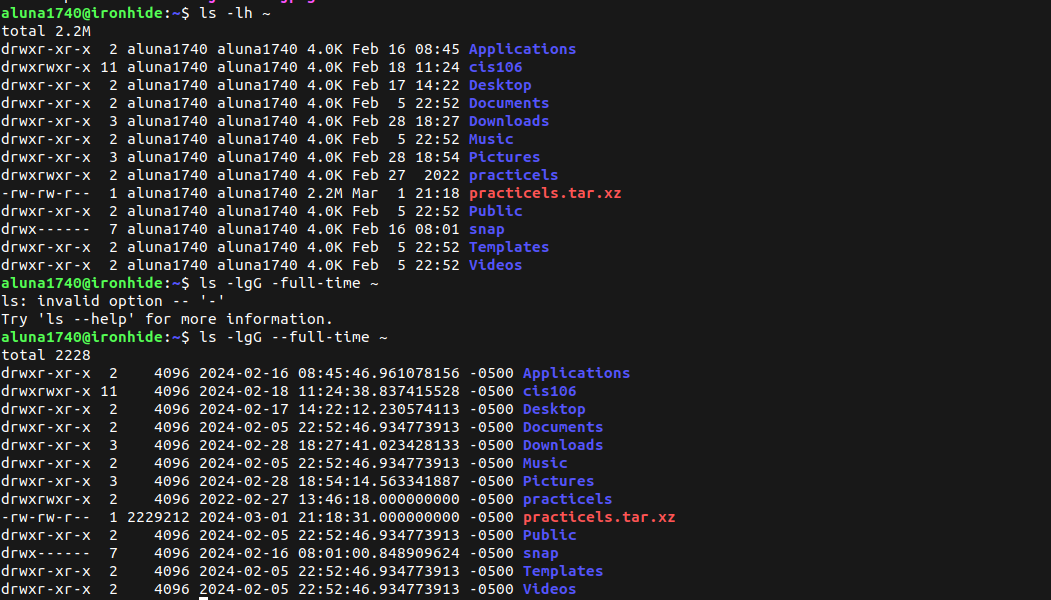 aluna1740@ironhide:~$ ls -lh ~
total 2.2M
drwxr-xr-x  2 aluna1740 aluna1740 4.0K Feb 16 08:45 Applications
drwxrwxr-x 11 aluna1740 aluna1740 4.0K Feb 18 11:24 cis106
drwxr-xr-x  2 aluna1740 aluna1740 4.0K Feb 17 14:22 Desktop
drwxr-xr-x  2 aluna1740 aluna1740 4.0K Feb  5 22:52 Documents
drwxr-xr-x  3 aluna1740 aluna1740 4.0K Feb 28 18:27 Downloads
drwxr-xr-x  2 aluna1740 aluna1740 4.0K Feb  5 22:52 Music
drwxr-xr-x  3 aluna1740 aluna1740 4.0K Feb 28 18:54 Pictures
drwxrwxr-x  2 aluna1740 aluna1740 4.0K Feb 27  2022 practicels
-rw-rw-r--  1 aluna1740 aluna1740 2.2M Mar  1 21:18 practicels.tar.xz
drwxr-xr-x  2 aluna1740 aluna1740 4.0K Feb  5 22:52 Public
drwx------  7 aluna1740 aluna1740 4.0K Feb 16 08:01 snap
drwxr-xr-x  2 aluna1740 aluna1740 4.0K Feb  5 22:52 Templates
drwxr-xr-x  2 aluna1740 aluna1740 4.0K Feb  5 22:52 Videos
aluna1740@ironhide:~$ ls -lgG -full-time ~
ls: invalid option -- '-'
Try 'ls --help' for more information.
aluna1740@ironhide:~$ ls -lgG --full-time ~
total 2228
drwxr-xr-x  2    4096 2024-02-16 08:45:46.961078156 -0500 Applications
drwxrwxr-x 11    4096 2024-02-18 11:24:38.837415528 -0500 cis106
drwxr-xr-x  2    4096 2024-02-17 14:22:12.230574113 -0500 Desktop
drwxr-xr-x  2    4096 2024-02-05 22:52:46.934773913 -0500 Documents
drwxr-xr-x  3    4096 2024-02-28 18:27:41.023428133 -0500 Downloads
drwxr-xr-x  2    4096 2024-02-05 22:52:46.934773913 -0500 Music
drwxr-xr-x  3    4096 2024-02-28 18:54:14.563341887 -0500 Pictures
drwxrwxr-x  2    4096 2022-02-27 13:46:18.000000000 -0500 practicels
-rw-rw-r--  1 2229212 2024-03-01 21:18:31.000000000 -0500 practicels.tar.xz
drwxr-xr-x  2    4096 2024-02-05 22:52:46.934773913 -0500 Public
drwx------  7    4096 2024-02-16 08:01:00.848909624 -0500 snap
drwxr-xr-x  2    4096 2024-02-05 22:52:46.934773913 -0500 Templates
drwxr-xr-x  2    4096 2024-02-05 22:52:46.934773913 -0500 Videos